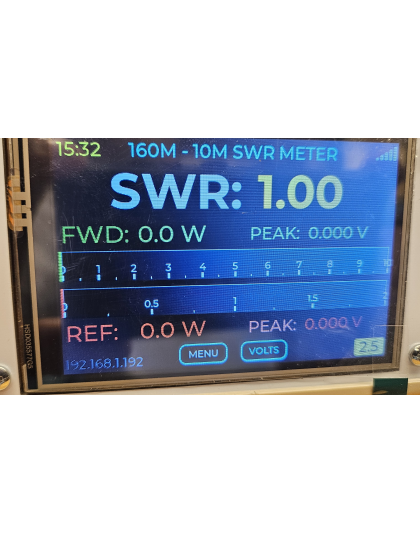 15:32 160M - 10M SWR METER
SWR: 1.00
FWD: 0.0 W PEAK: 0.000 V
0 1 2 3 4 5 6 7 8 9 10
0 0.5 1 1.5 2
REF: 0.0 W PEAK: 0.000 V
MENU VOLTS 2.5
192.168.1.192